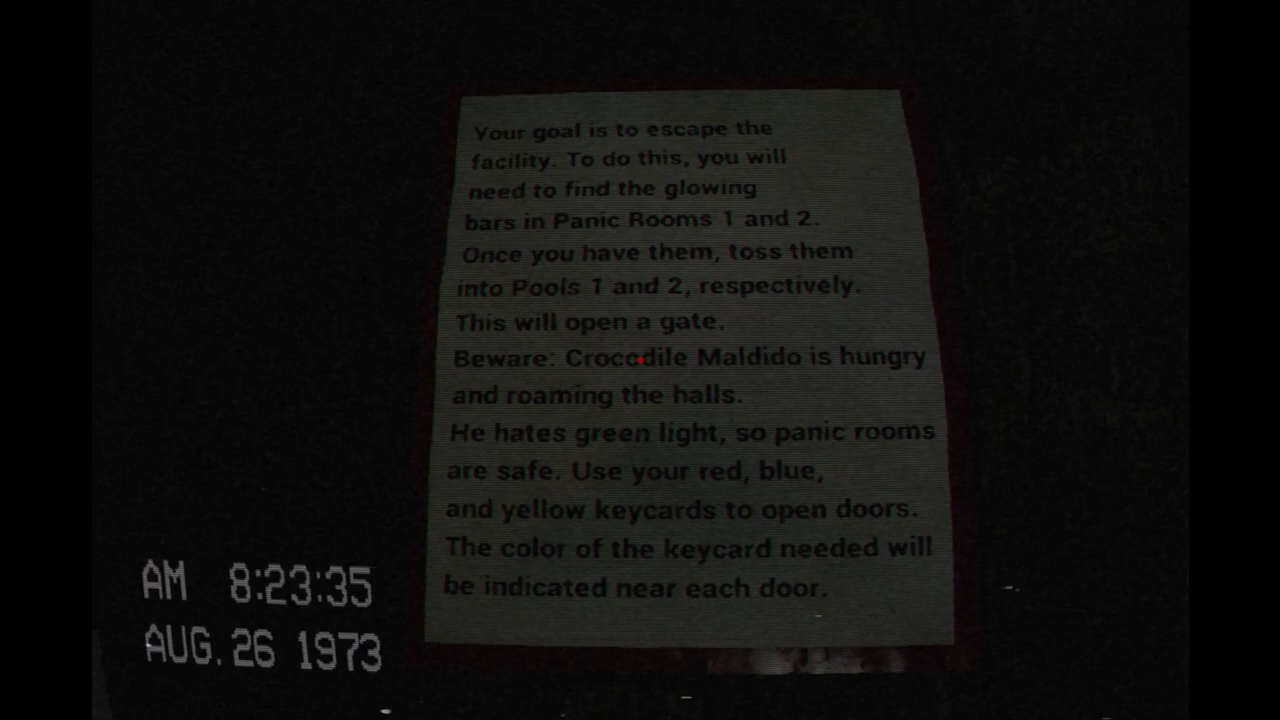 Your goal is to escape the
facility. To do this, you will
need to find the glowing
bars in Panic Rooms 1 and 2.
Once you have them, toss them
into Pools 1 and 2, respectively.
This will open a gate.
Beware: Crocodile Maldido is hungry
and roaming the halls.
He hates green light, so panic rooms
are safe. Use your red, blue,
and yellow keycards to open doors.
The color of the keycard needed will
be indicated near each door.
AM 8:23:35
AUG. 26 1973